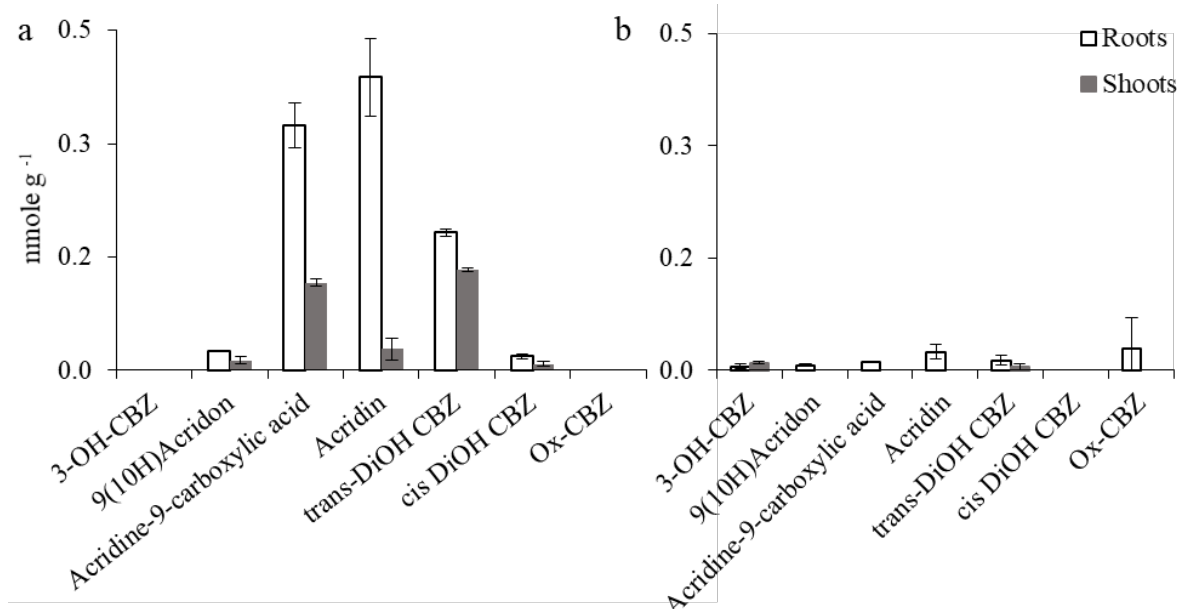 a
0.5
0.3
0.2
0.0
nmole g -1
3-OH-CBZ
9(10H)Acridon
Acridine-9-carboxylic acid
Acridin
trans-DiOH CBZ
cis DiOH CBZ
Ox-CBZ
b
0.5
0.3
0.2
0.0
Roots
Shoots
3-OH-CBZ
9(10H)Acridon
Acridine-9-carboxylic acid
Acridin
trans-DiOH CBZ
cis DiOH CBZ
Ox-CBZ